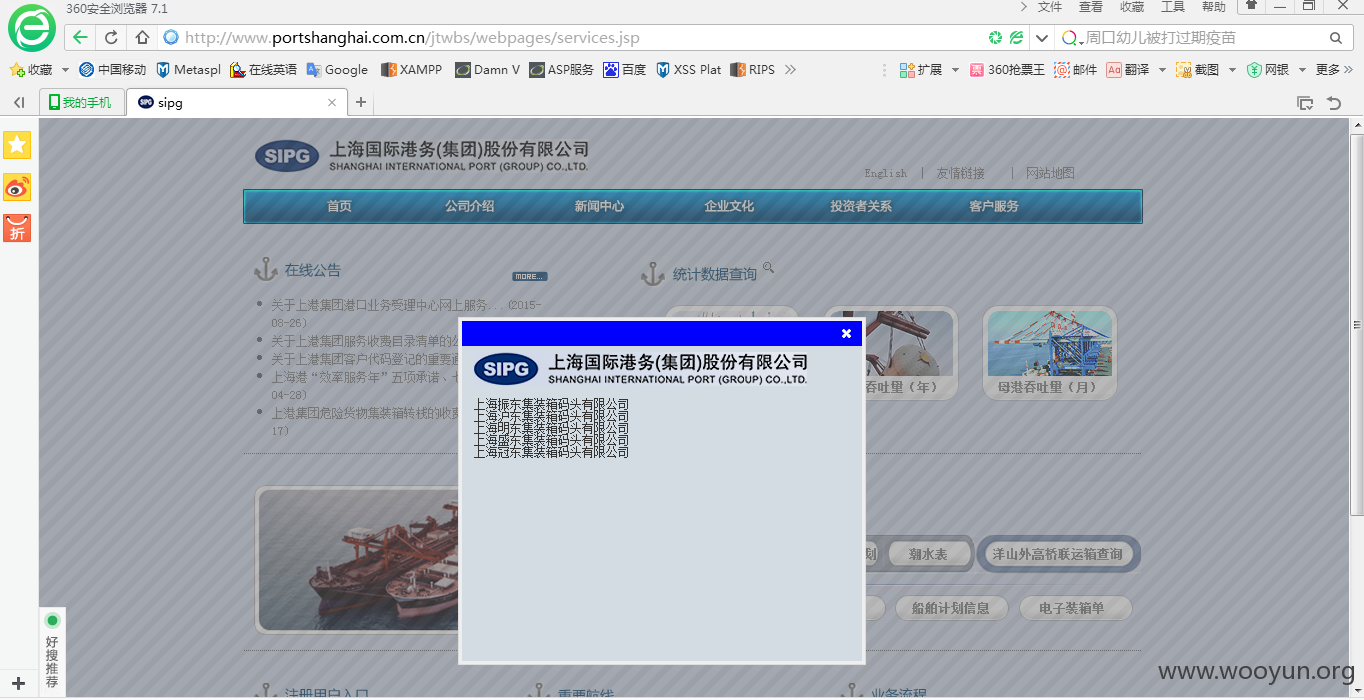 360安全浏览器 7.1
文件 查看 收藏 工具 帮助
http://www.portshanghai.com.cn/jtwbs/webpages/services.jsp
周口幼儿被打过期疫苗
收藏 中国移动 Metaspl 在线英语 Google XAMPP Damn V ASP服务 百度 XSS Plat RIPS 扩展 360抢票王 邮件 翻译 截图 网银 更多
我的手机 sipg
SIPG 上海国际港务(集团)股份有限公司
SHANGHAI INTERNATIONAL PORT (GROUP) CO.,LTD.
English | 友情链接 | 网站地图
首页 公司介绍 新闻中心 企业文化 投资者关系 客户服务
在线公告 MORE...
统计数据查询
关于上港集团港口业务受理中心网上服务... (2015-
08-26)
关于上港集团服务收费目录清单的公
关于上港集团客户代码登记的重要通
上海港“效率服务年”五项承诺、七
04-28)
上港集团危险货物集装箱转栈的收费
17)
吞吐量（年）
母港吞吐量（月）
SIPG 上海国际港务(集团)股份有限公司
SHANGHAI INTERNATIONAL PORT (GROUP) CO.,LTD.
上海振东集装箱码头有限公司
上海沪东集装箱码头有限公司
上海明东集装箱码头有限公司
上海盛东集装箱码头有限公司
上海冠东集装箱码头有限公司
划 潮水表 洋山外高桥联运箱查询
船舶计划信息 电子装箱单
好搜推荐
注册用户入口 重要航线 业务流程
折
www.wooyun.org